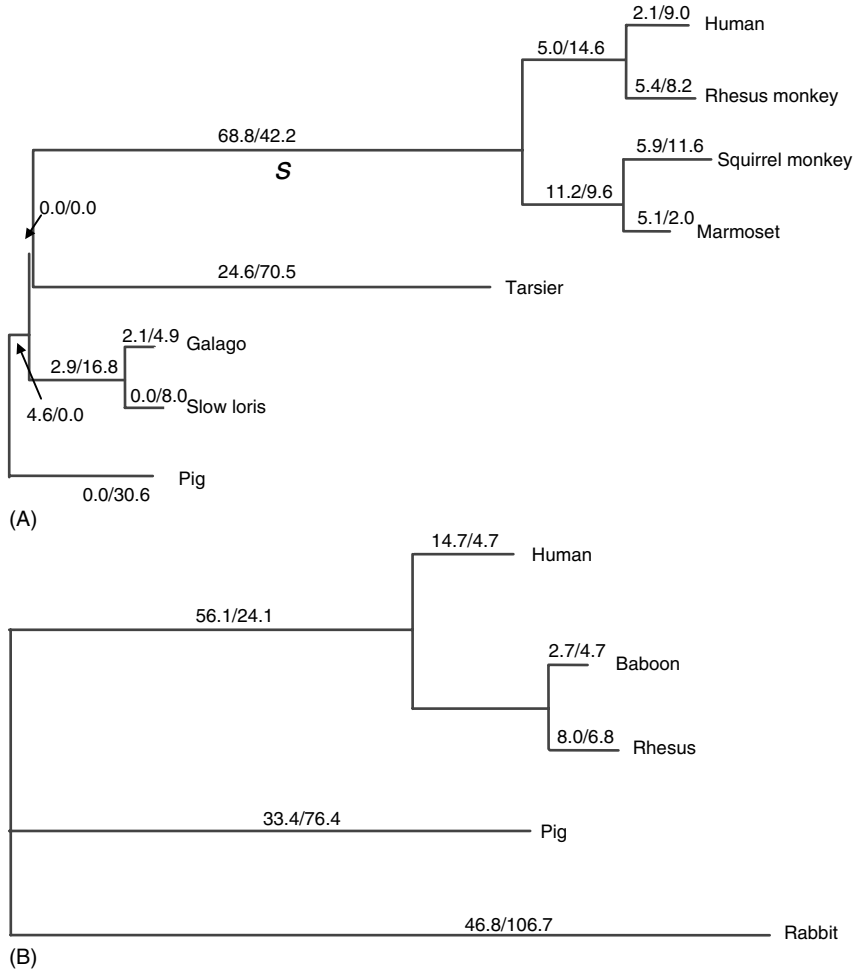 2.1/9.0
Human
5.0/14.6
5.4/8.2
Rhesus monkey
68.8/42.2
S
5.9/11.6
Squirrel monkey
11.2/9.6
5.1/2.0
Marmoset
0.0/0.0
24.6/70.5
Tarsier
2.1/4.9
Galago
2.9/16.8
0.0/8.0
Slow loris
4.6/0.0
Pig
0.0/30.6
(A)
14.7/4.7
Human
56.1/24.1
2.7/4.7
Baboon
8.0/6.8
Rhesus
33.4/76.4
Pig
46.8/106.7
Rabbit
(B)